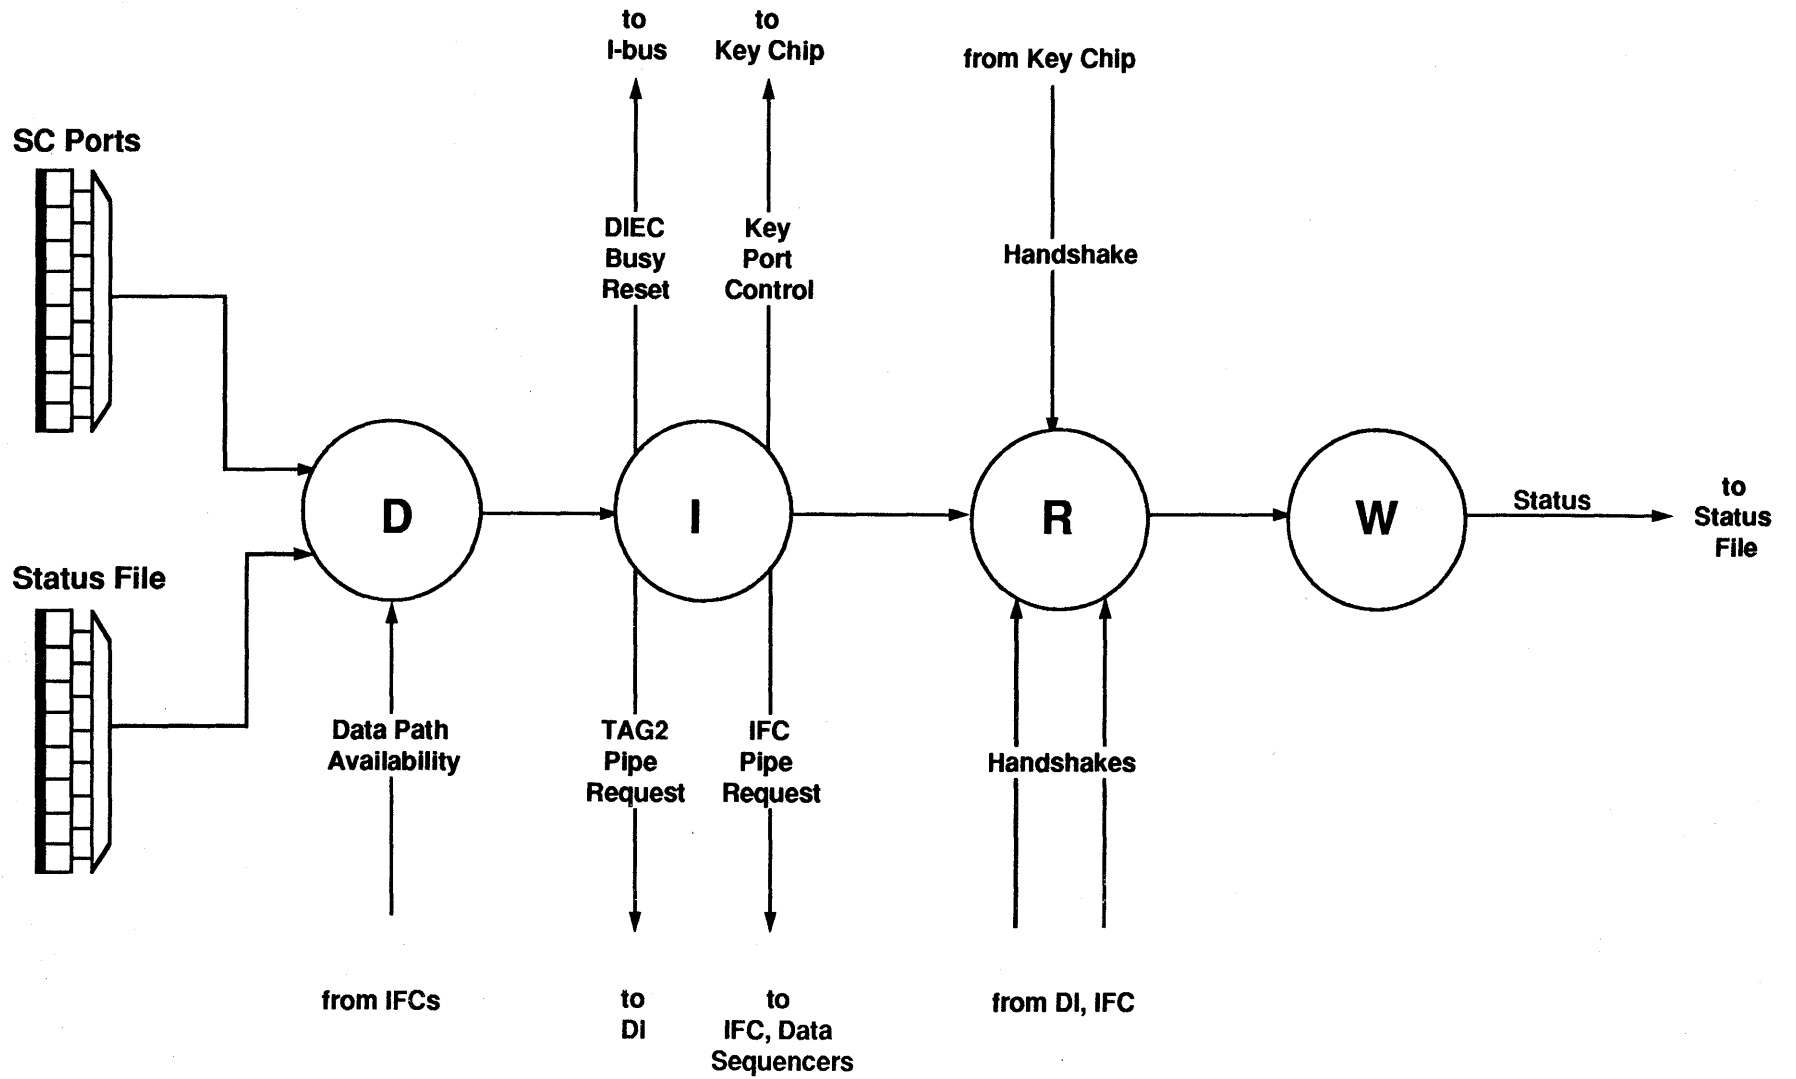 to
I-bus
to
Key Chip
from Key Chip
SC Ports
DIEC
Busy
Reset
Key
Port
Control
Handshake
D
I
R
W
Status
to
Status
File
Status File
Data Path
Availability
TAG2
Pipe
Request
IFC
Pipe
Request
Handshakes
from IFCs
to
DI
to
IFC, Data
Sequencers
from DI, IFC